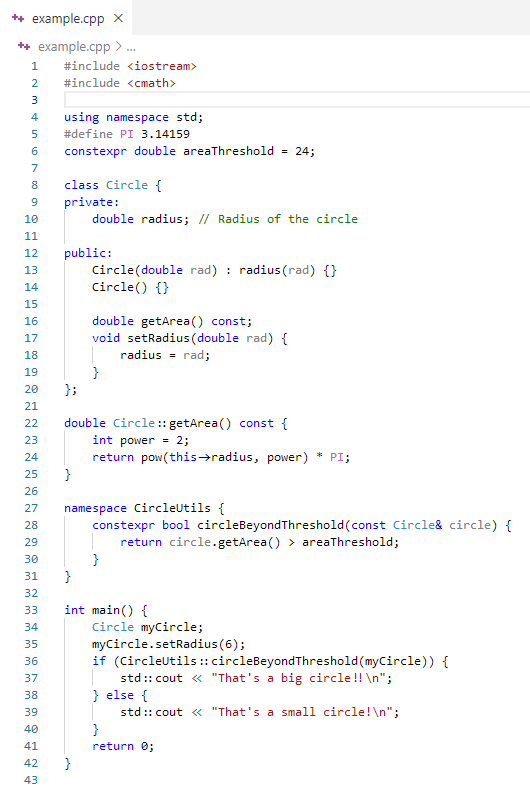 example.cpp ×
example.cpp > ...
1 #include <iostream>
2 #include <cmath>
3
4 using namespace std;
5 #define PI 3.14159
6 constexpr double areaThreshold = 24;
7
8 class Circle {
9 private:
10     double radius; // Radius of the circle
11
12 public:
13     Circle(double rad) : radius(rad) {}
14     Circle() {}
15
16     double getArea() const;
17     void setRadius(double rad) {
18         radius = rad;
19     }
20 };
21
22 double Circle::getArea() const {
23     int power = 2;
24     return pow(this->radius, power) * PI;
25 }
26
27 namespace CircleUtils {
28     constexpr bool circleBeyondThreshold(const Circle& circle) {
29         return circle.getArea() > areaThreshold;
30     }
31 }
32
33 int main() {
34     Circle myCircle;
35     myCircle.setRadius(6);
36     if (CircleUtils::circleBeyondThreshold(myCircle)) {
37         std::cout << "That's a big circle!!\n";
38     } else {
39         std::cout << "That's a small circle!\n";
40     }
41     return 0;
42 }
43